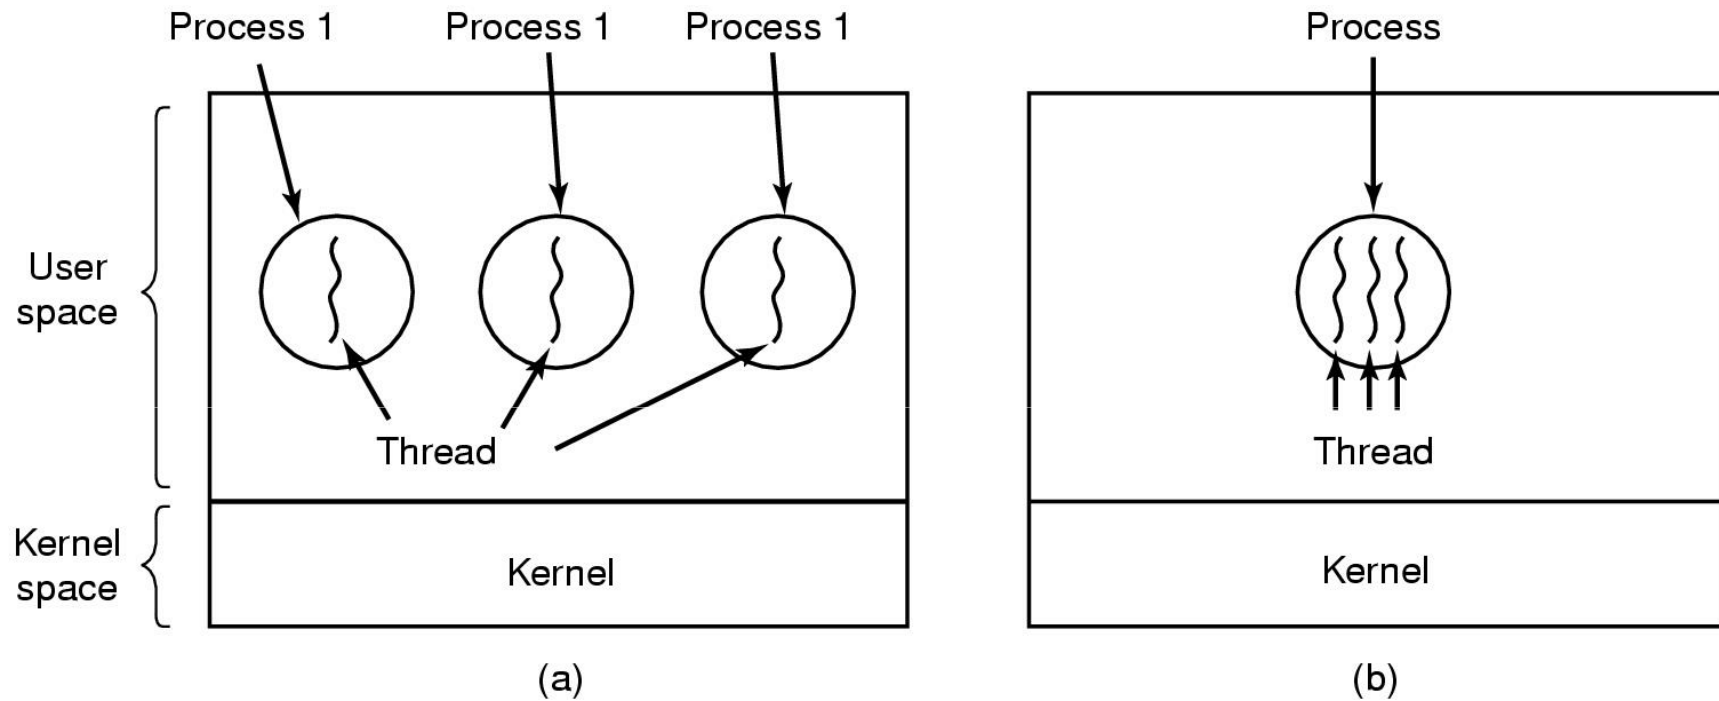 Process 1
Process 1
Process 1
Process
User
space
Thread
Thread
Kernel
space
Kernel
Kernel
(a)
(b)